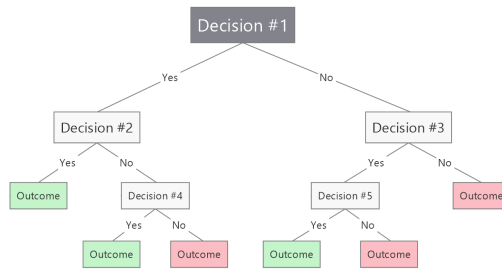 Decision #1
Yes
No
Decision #2
Decision #3
Yes
No
Yes
No
Outcome
Decision #4
Decision #5
Outcome
Yes
No
Yes
No
Outcome
Outcome
Outcome
Outcome